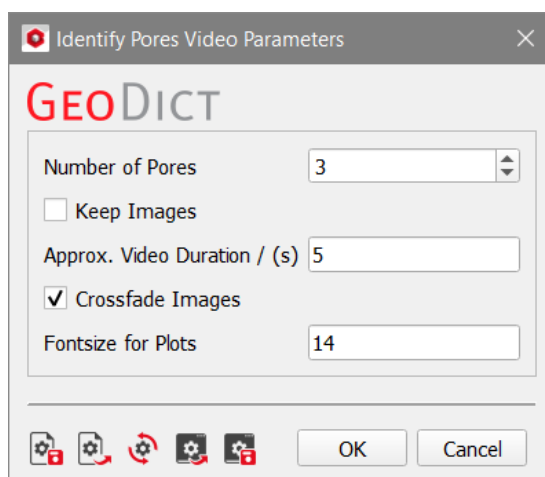 Identify Pores Video Parameters
GEODICT
Number of Pores 3
Keep Images
Approx. Video Duration / (s) 5
Crossfade Images
Fontsize for Plots 14
OK Cancel